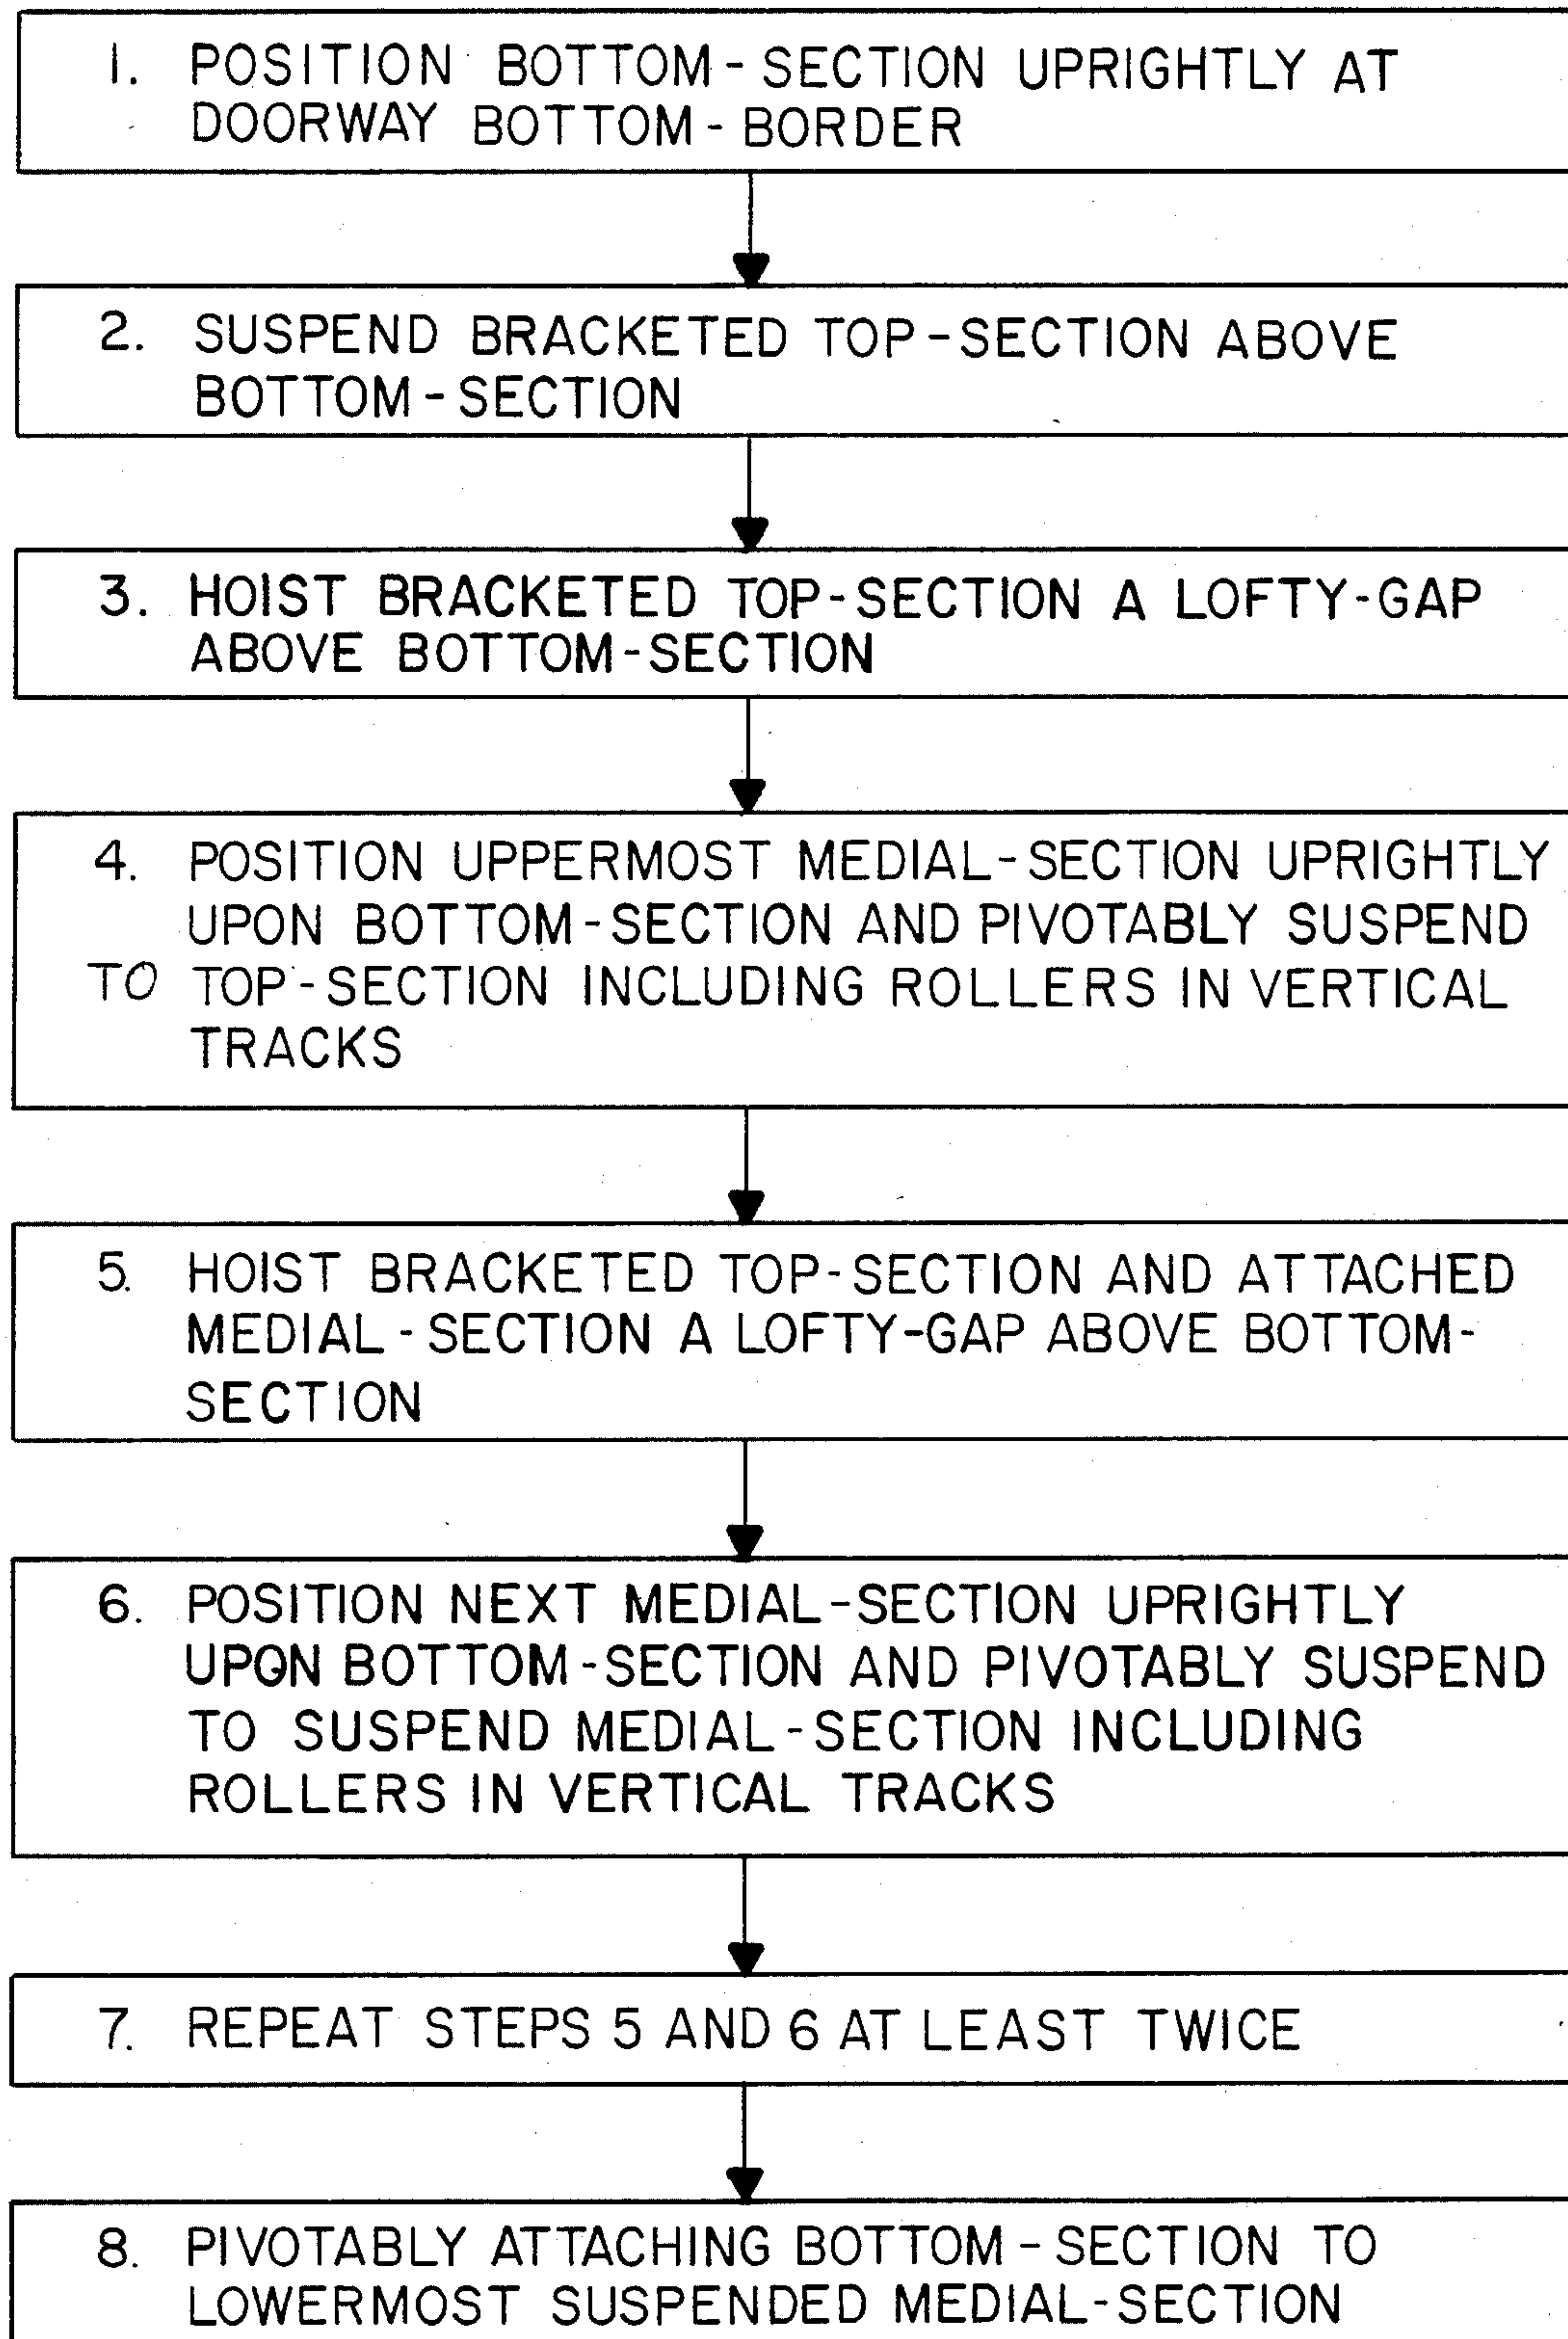 1. POSITION BOTTOM-SECTION UPRIGHTLY AT
DOORWAY BOTTOM-BORDER
2. SUSPEND BRACKETED TOP-SECTION ABOVE
BOTTOM-SECTION
3. HOIST BRACKETED TOP-SECTION A LOFTY-GAP
ABOVE BOTTOM-SECTION
4. POSITION UPPERMOST MEDIAL-SECTION UPRIGHTLY
UPON BOTTOM-SECTION AND PIVOTABLY SUSPEND
TO TOP-SECTION INCLUDING ROLLERS IN VERTICAL
TRACKS
5. HOIST BRACKETED TOP-SECTION AND ATTACHED
MEDIAL-SECTION A LOFTY-GAP ABOVE BOTTOM-
SECTION
6. POSITION NEXT MEDIAL-SECTION UPRIGHTLY
UPON BOTTOM-SECTION AND PIVOTABLY SUSPEND
TO SUSPEND MEDIAL-SECTION INCLUDING
ROLLERS IN VERTICAL TRACKS
7. REPEAT STEPS 5 AND 6 AT LEAST TWICE
8. PIVOTABLY ATTACHING BOTTOM-SECTION TO
LOWERMOST SUSPENDED MEDIAL-SECTION